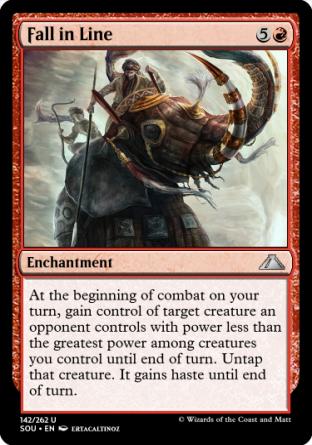 Fall in Line 5
Enchantment
At the beginning of combat on your
turn, gain control of target creature an
opponent controls with power less than
the greatest power among creatures
you control until end of turn. Untap
that creature. It gains haste until end
of turn.
142/262 U
SOU • EN ERTACALTINOZ
© Wizards of the Coast and Matt